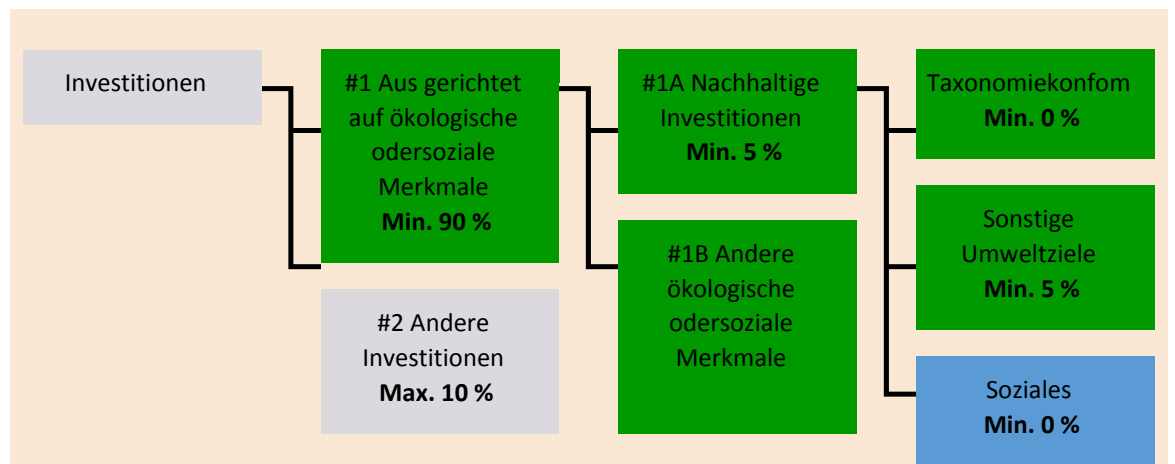 Investitionen
#1 Aus gerichtet
auf ökologische
odersoziale
Merkmale
Min. 90 %
#2 Andere
Investitionen
Max. 10 %
#1A Nachhaltige
Investitionen
Min. 5 %
#1B Andere
ökologische
odersoziale
Merkmale
Taxonomiekonfom
Min. 0 %
Sonstige
Umweltziele
Min. 5 %
Soziales
Min. 0 %